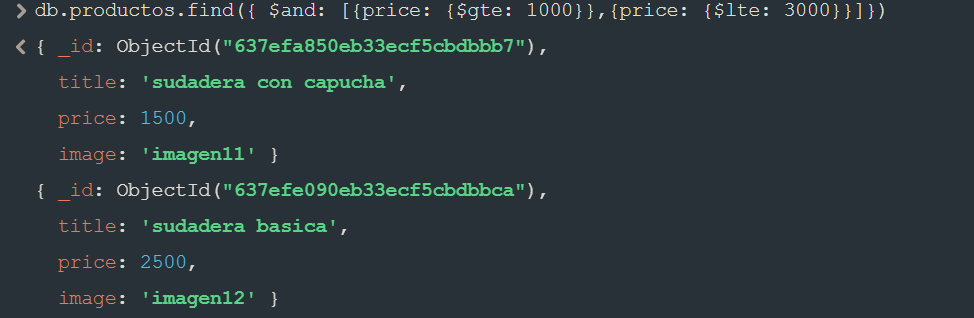 > db.productos.find({ $and: [{price: {$gte: 1000}},{price: {$lte: 3000}}]})
< { _id: ObjectId("637efa850eb33ecf5cbdbbb7"),
title: 'sudadera con capucha',
price: 1500,
image: 'imagen11' }
{ _id: ObjectId("637efe090eb33ecf5cbdbbca"),
title: 'sudadera basica',
price: 2500,
image: 'imagen12' }